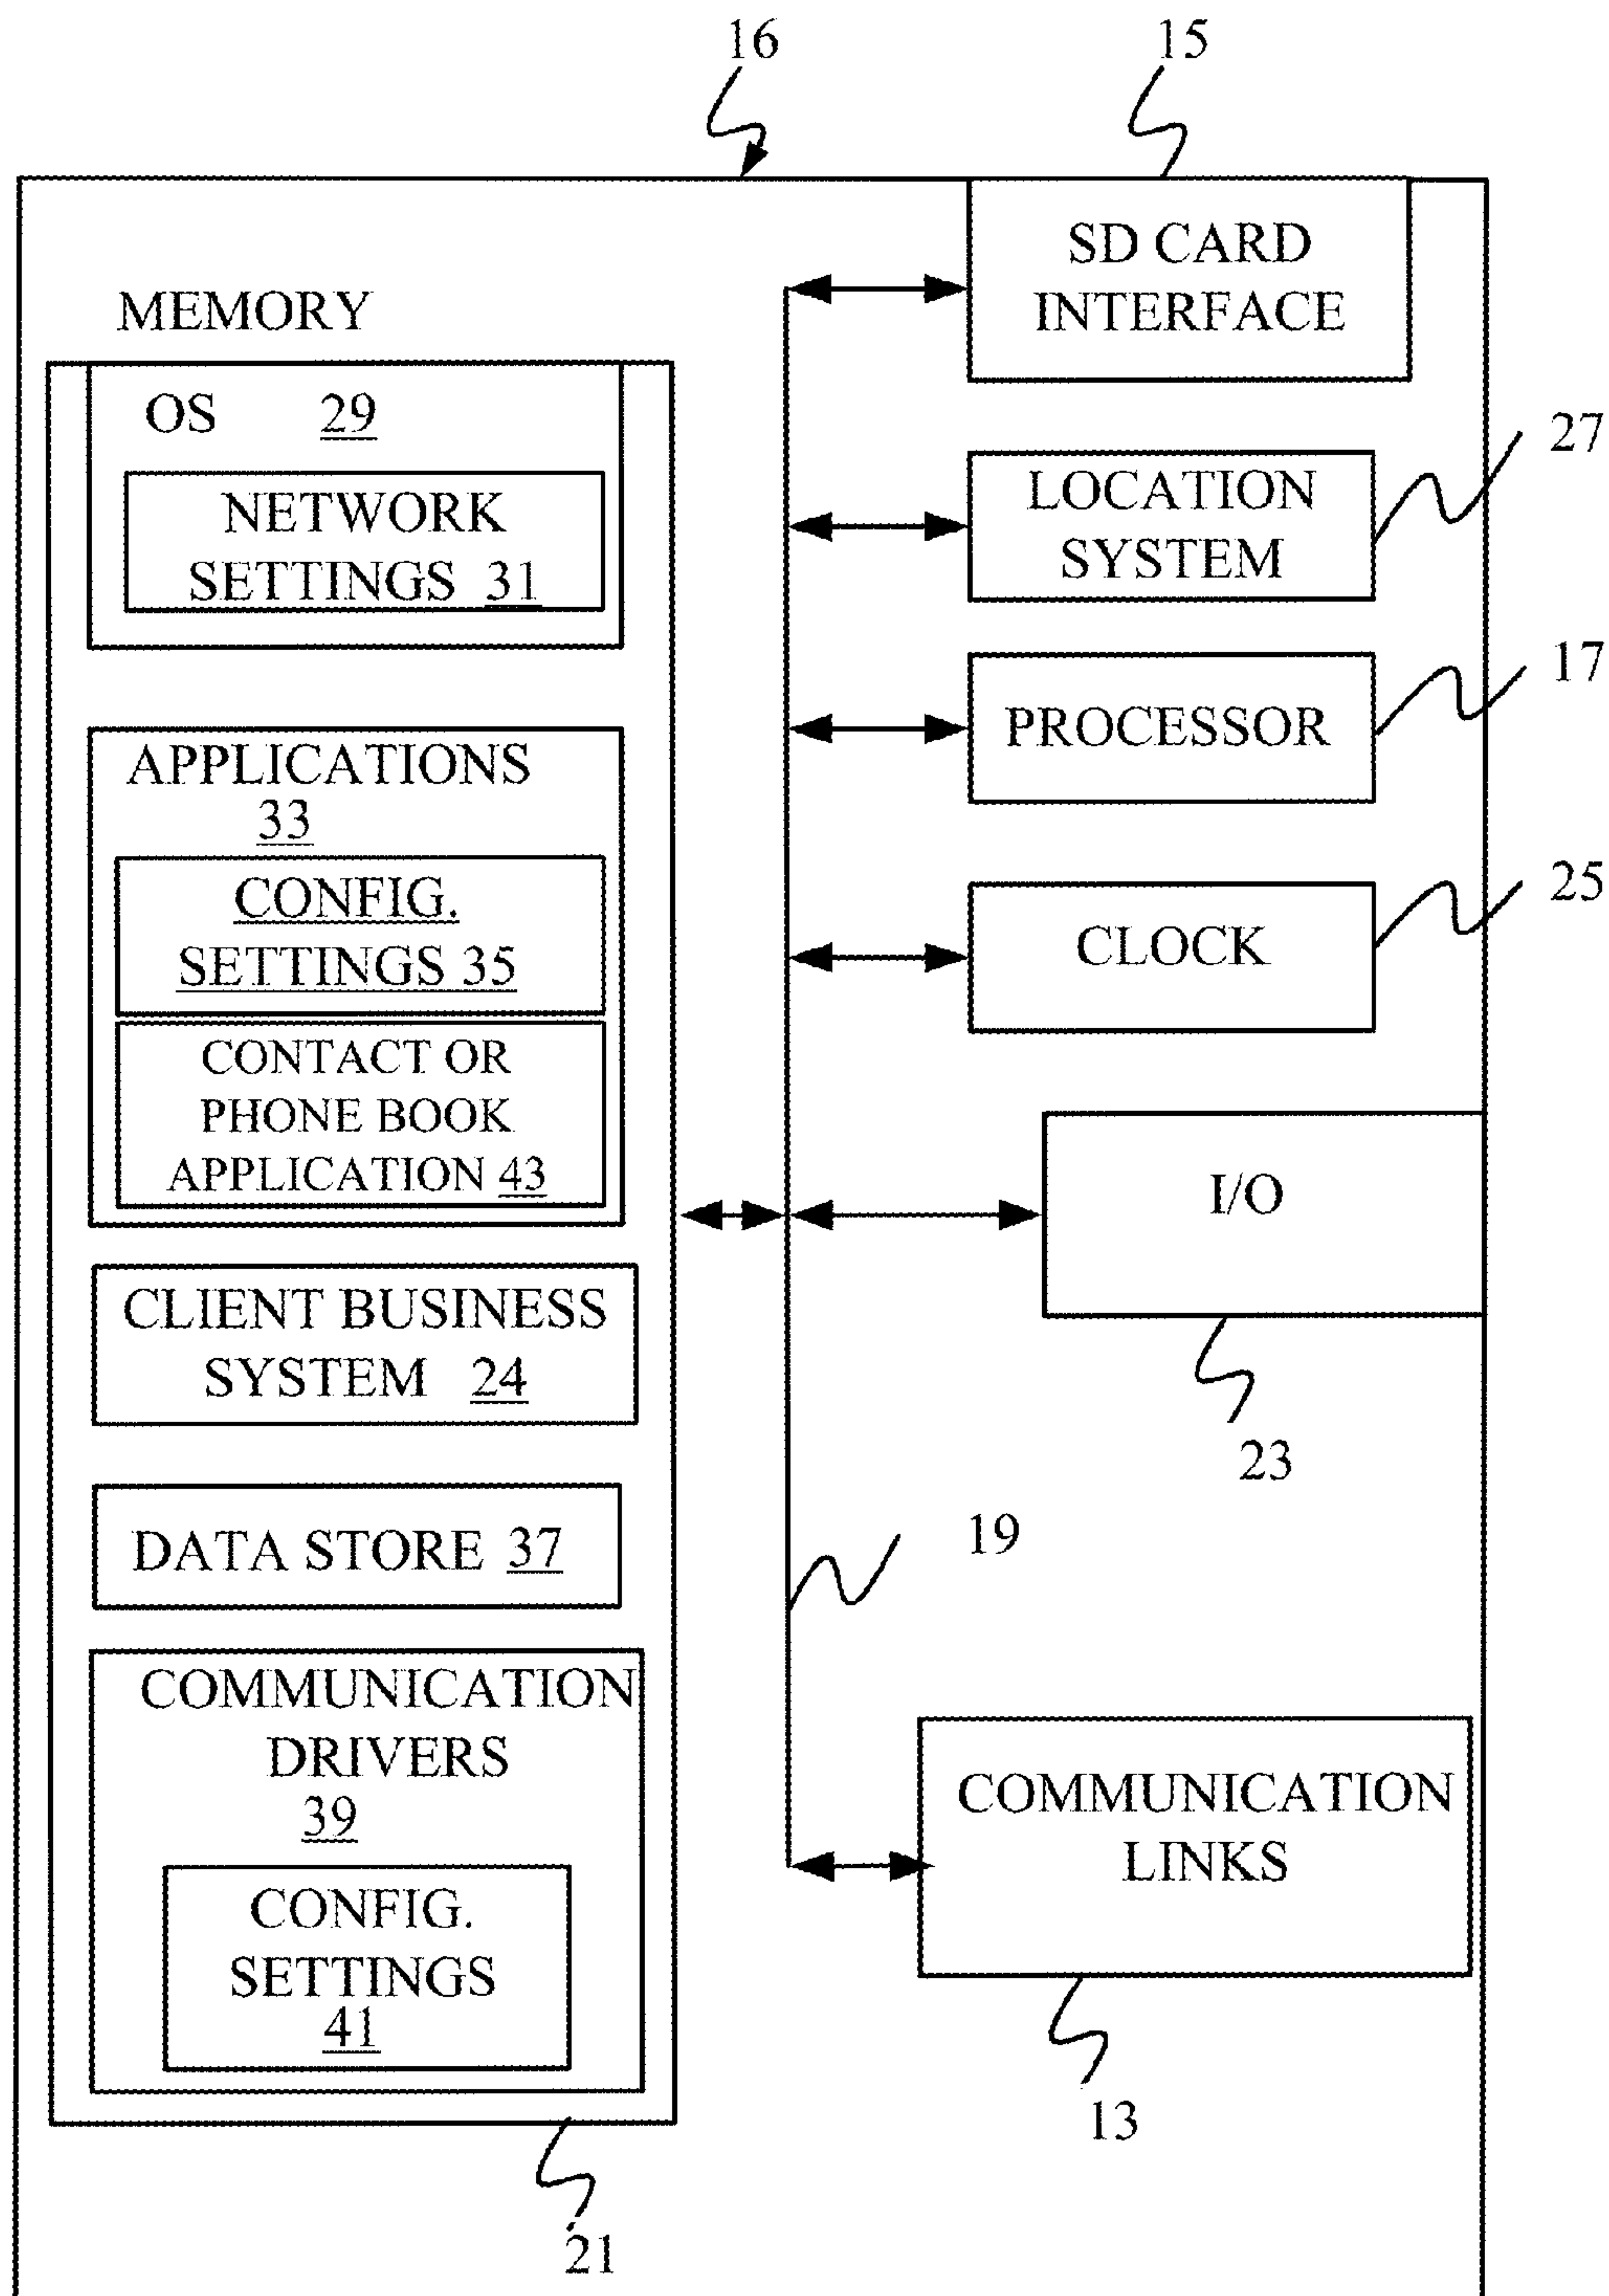 16
15
SD CARD
INTERFACE
MEMORY
OS 29
NETWORK
SETTINGS 31
APPLICATIONS
33
CONFIG.
SETTINGS 35
CONTACT OR
PHONE BOOK
APPLICATION 43
CLIENT BUSINESS
SYSTEM 24
DATA STORE 37
COMMUNICATION
DRIVERS
39
CONFIG.
SETTINGS
41
21
LOCATION
SYSTEM
27
PROCESSOR
17
CLOCK
25
I/O
23
19
COMMUNICATION
LINKS
13